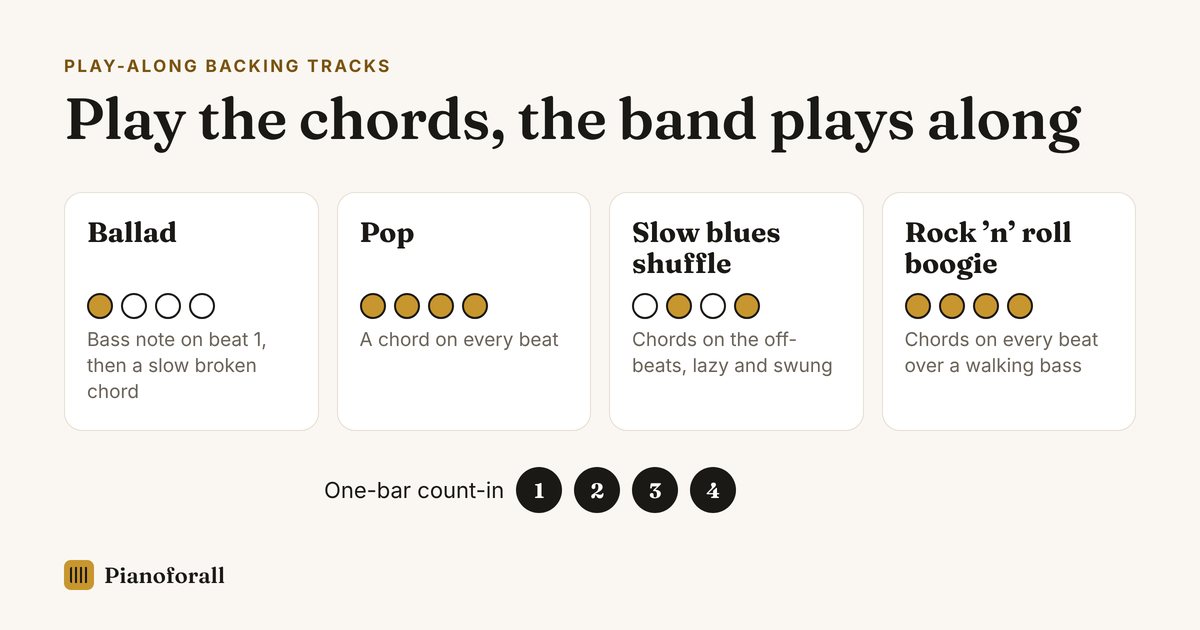 PLAY-ALONG BACKING TRACKS
Play the chords, the band plays along
Ballad
Bass note on beat 1,
then a slow broken
chord
Pop
A chord on every beat
Slow blues
shuffle
Chords on the off-
beats, lazy and swung
Rock ’n’ roll
boogie
Chords on every beat
over a walking bass
One-bar count-in 1 2 3 4
Pianoforall